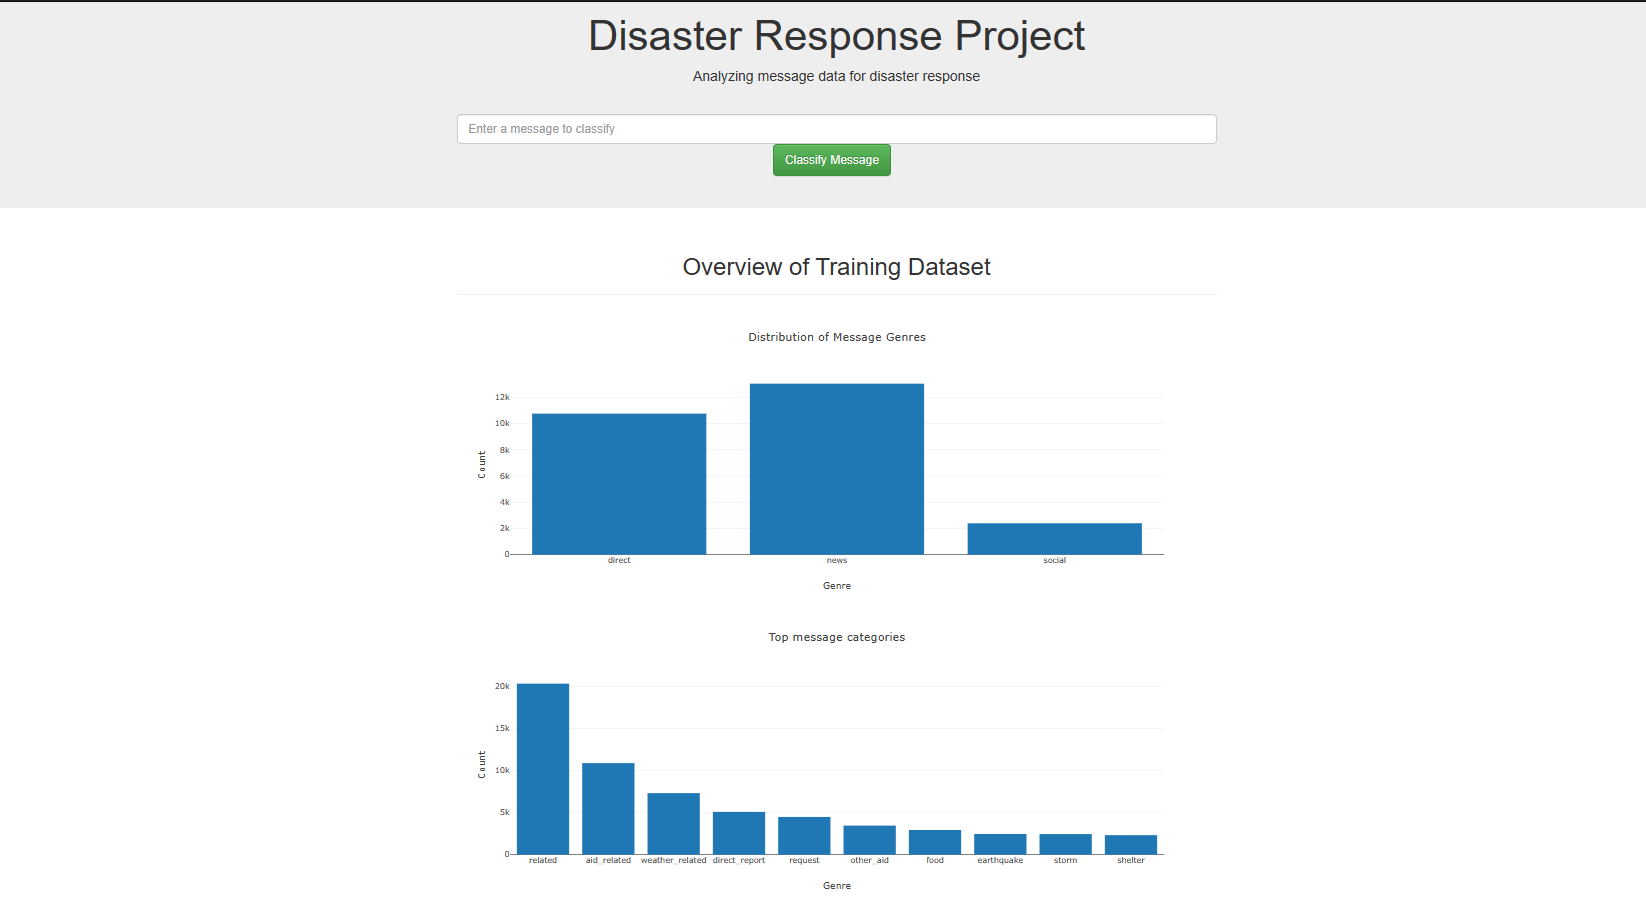 Disaster Response Project
Analyzing message data for disaster response
Enter a message to classify
Classify Message
Overview of Training Dataset
Distribution of Message Genres
12k
10k
8k
6k
4k
2k
0
Count
direct news social
Genre
Top message categories
20k
15k
10k
5k
0
Count
related aid_related weather_related direct_report request other_aid food earthquake storm shelter
Genre